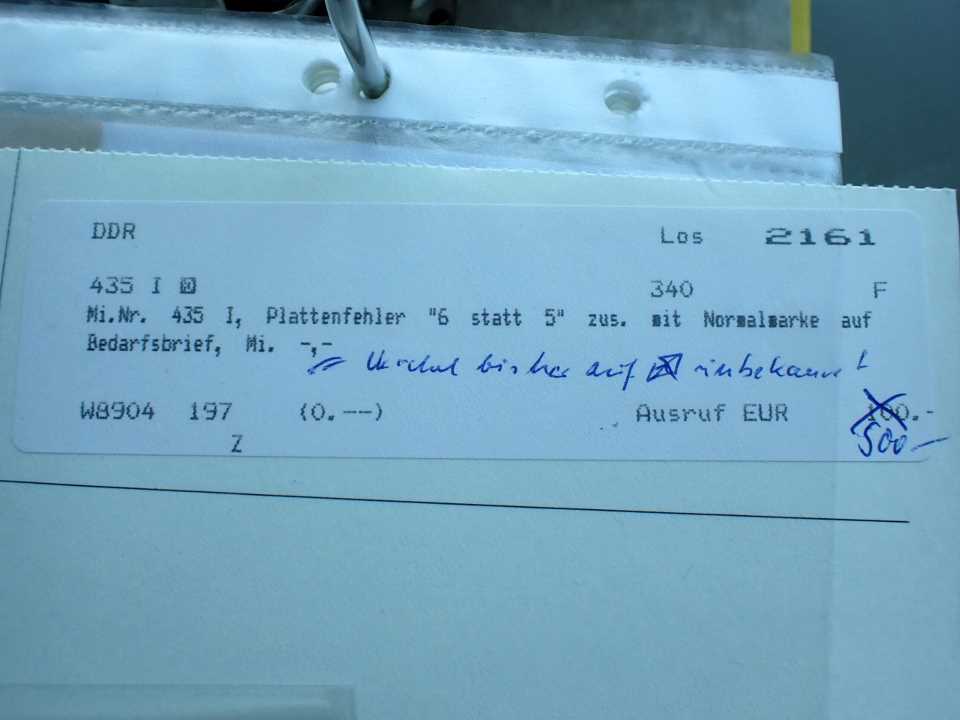 DDR Los 2161
435 I ✉ 340 F
Mi.Nr. 435 I, Plattenfehler "6 statt 5" zus. mit Normalmarke auf
Bedarfsbrief, Mi. -,-
bisher auf ✉ unbekannt!
W8904 197 (0.--) Ausruf EUR 100.-
Z 500,-